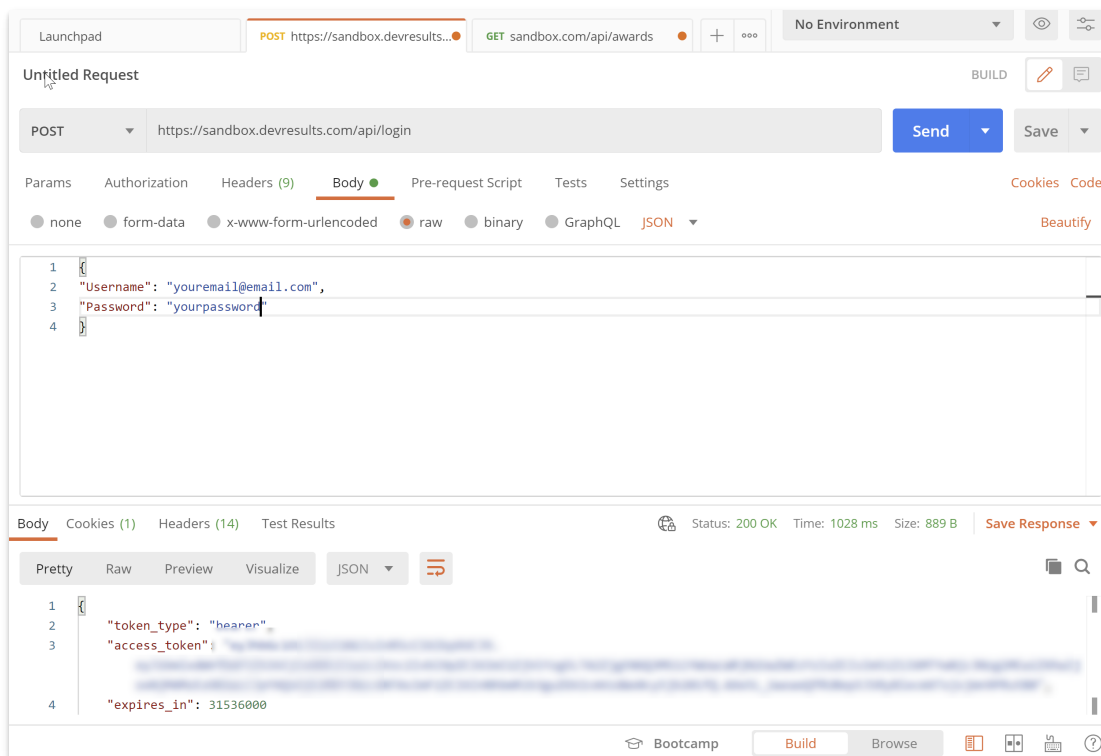 Launchpad
POST https://sandbox.devresults...
GET sandbox.com/api/awards
No Environment
Untitled Request
BUILD
POST
https://sandbox.devresults.com/api/login
Send
Save
Params Authorization Headers (9) Body Pre-request Script Tests Settings
Cookies Code
none form-data x-www-form-urlencoded raw binary GraphQL JSON
Beautify
1 {
2 "Username": "youremail@email.com",
3 "Password": "yourpassword"
4 }
Body Cookies (1) Headers (14) Test Results
Status: 200 OK Time: 1028 ms Size: 889 B
Save Response
Pretty Raw Preview Visualize JSON
1 {
2 "token_type": "bearer",
3 "access_token":
4 "expires_in": 31536000
Bootcamp Build Browse